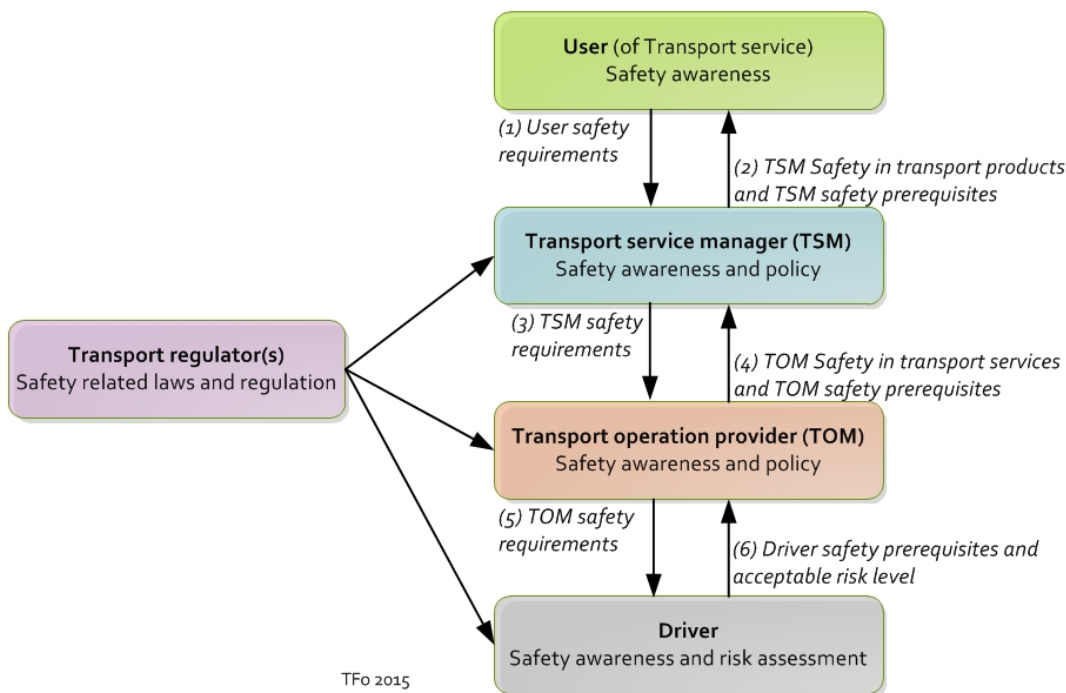 User (of Transport service)
Safety awareness
(1) User safety
requirements
(2) TSM Safety in transport products
and TSM safety prerequisites
Transport service manager (TSM)
Safety awareness and policy
(3) TSM safety
requirements
(4) TOM Safety in transport services
and TOM safety prerequisites
Transport regulator(s)
Safety related laws and regulation
Transport operation provider (TOM)
Safety awareness and policy
(5) TOM safety
requirements
(6) Driver safety prerequisites and
acceptable risk level
Driver
Safety awareness and risk assessment
TFo 2015